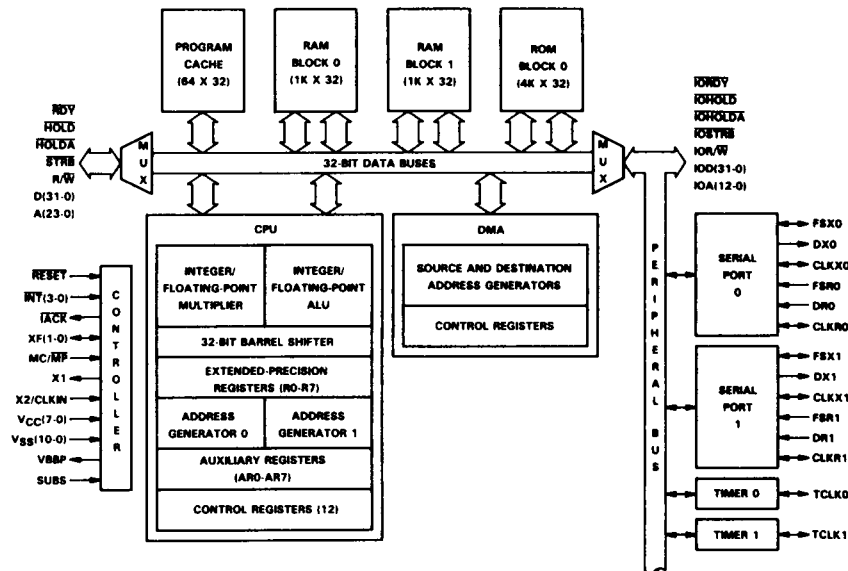 PROGRAM
CACHE
(64 X 32)
RAM
BLOCK 0
(1K X 32)
RAM
BLOCK 1
(1K X 32)
ROM
BLOCK 0
(4K X 32)
RDY
HOLD
HOLDA
STRB
R/W
D(31-0)
A(23-0)
MUX
32-BIT DATA BUSES
MUX
IORDY
IOHOLD
IOHOLDA
IOSTRB
IOR/W
IOD(31-0)
IOA(12-0)
RESET
INT(3-0)
IACK
XF(1-0)
MC/MP
X1
X2/CLKIN
VCC(7-0)
VSS(10-0)
VBBP
SUBS
CONTROLLER
CPU
INTEGER/
FLOATING-POINT
MULTIPLIER
INTEGER/
FLOATING-POINT
ALU
32-BIT BARREL SHIFTER
EXTENDED-PRECISION
REGISTERS (R0-R7)
ADDRESS
GENERATOR 0
ADDRESS
GENERATOR 1
AUXILIARY REGISTERS
(AR0-AR7)
CONTROL REGISTERS (12)
DMA
SOURCE AND DESTINATION
ADDRESS GENERATORS
CONTROL REGISTERS
PERIPHERAL BUS
SERIAL
PORT
0
FSX0
DX0
CLKX0
FSR0
DR0
CLKR0
SERIAL
PORT
1
FSX1
DX1
CLKX1
FSR1
DR1
CLKR1
TIMER 0
TCLK0
TIMER 1
TCLK1